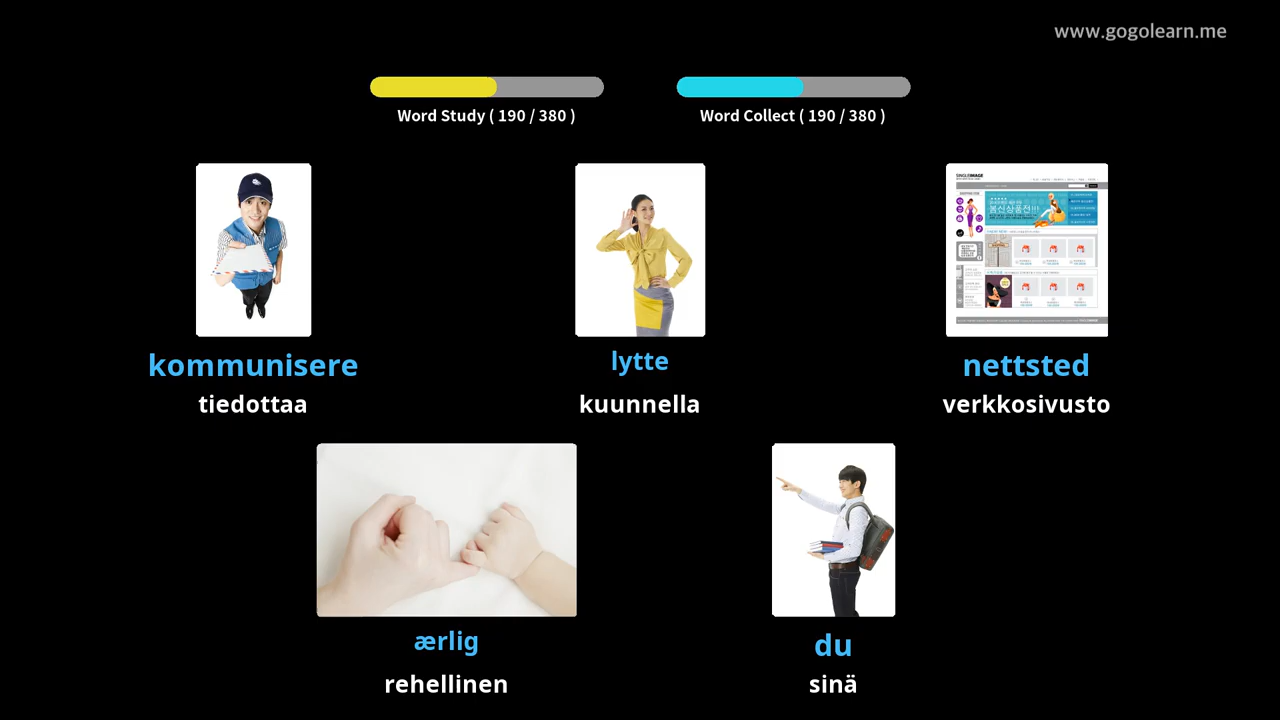 www.gogolearn.me
Word Study ( 190 / 380 )
Word Collect ( 190 / 380 )
kommunisere
tiedottaa
lytte
kuunnella
nettsted
verkkosivusto
ærlig
rehellinen
du
sinä